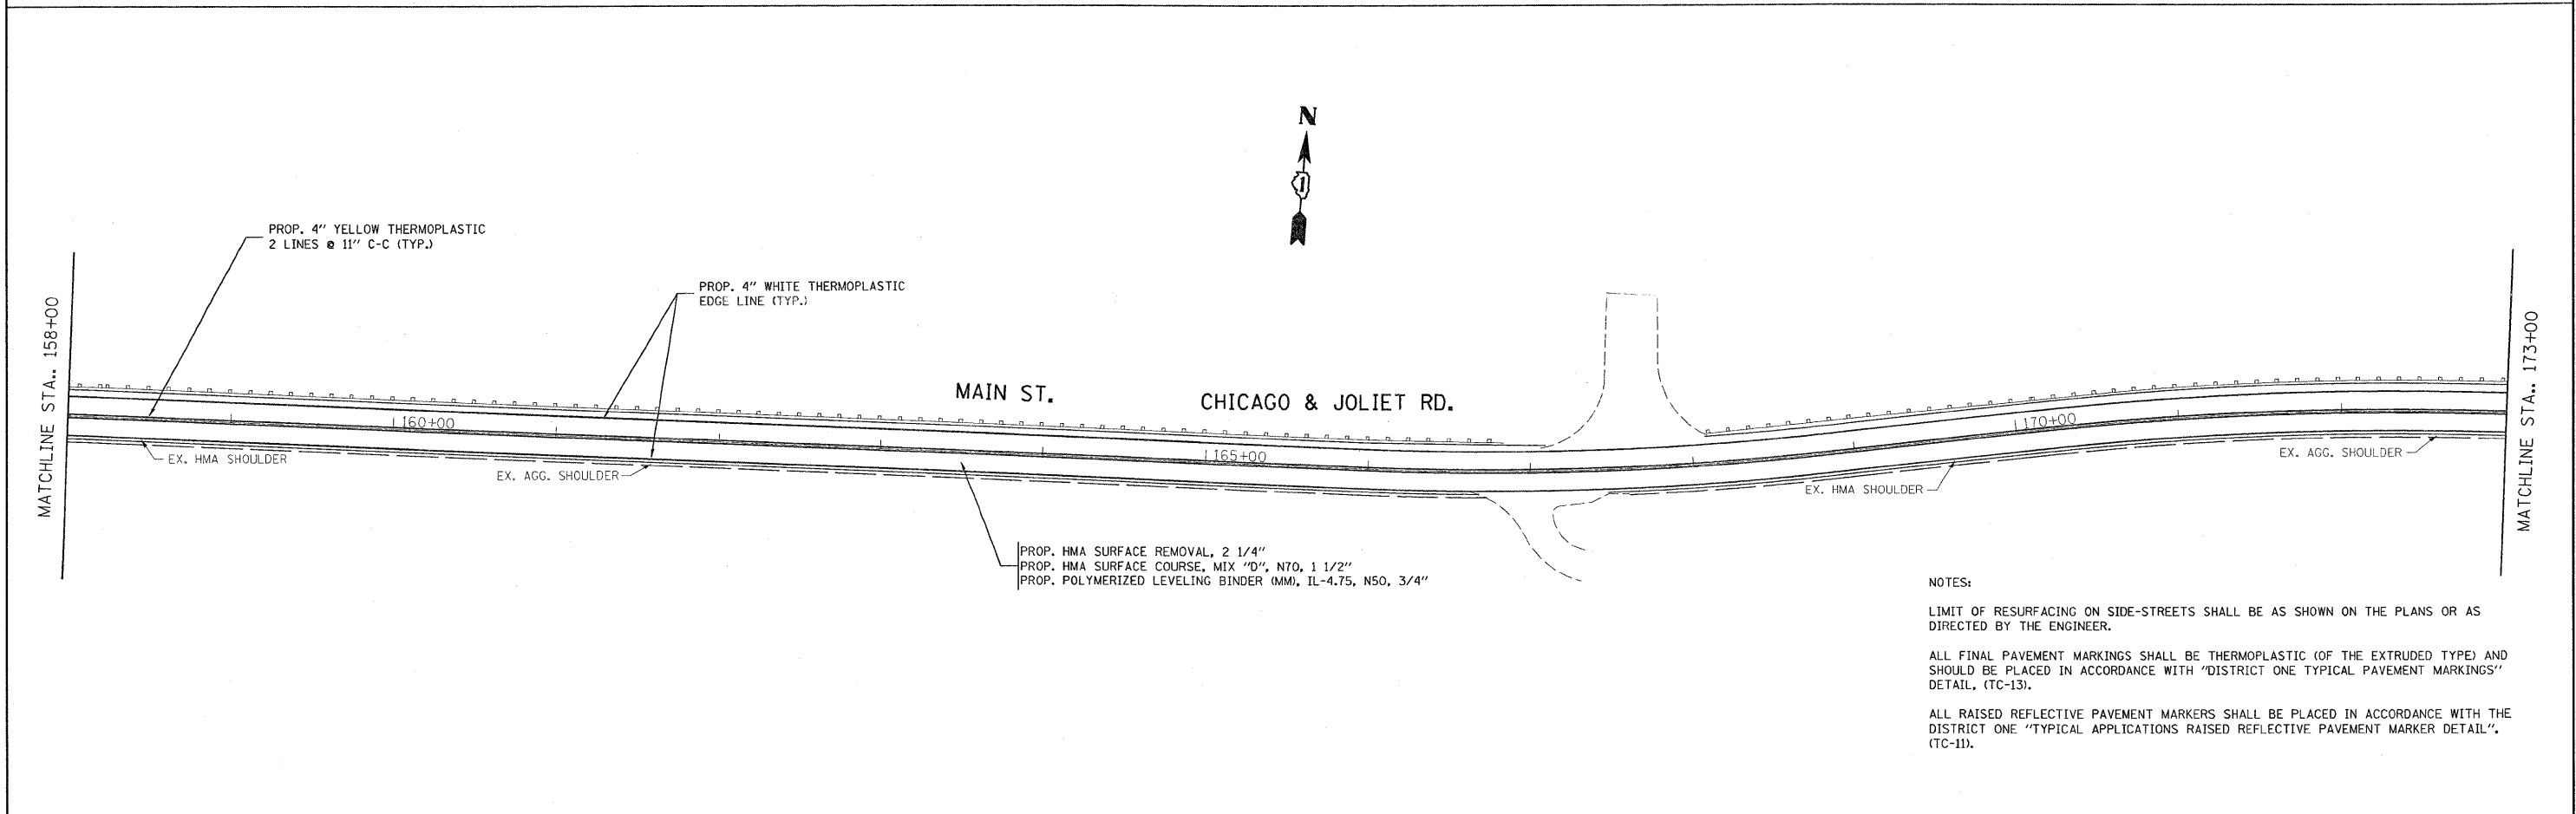 N
1
PROP. 4" YELLOW THERMOPLASTIC
2 LINES @ 11" C-C (TYP.)
PROP. 4" WHITE THERMOPLASTIC
EDGE LINE (TYP.)
MATCHLINE STA.. 158+00
MATCHLINE STA.. 173+00
MAIN ST.
CHICAGO & JOLIET RD.
160+00
165+00
170+00
EX. HMA SHOULDER
EX. AGG. SHOULDER
EX. HMA SHOULDER
EX. AGG. SHOULDER
PROP. HMA SURFACE REMOVAL, 2 1/4"
PROP. HMA SURFACE COURSE, MIX "D", N70, 1 1/2"
PROP. POLYMERIZED LEVELING BINDER (MM), IL-4.75, N50, 3/4"
NOTES:
LIMIT OF RESURFACING ON SIDE-STREETS SHALL BE AS SHOWN ON THE PLANS OR AS
DIRECTED BY THE ENGINEER.
ALL FINAL PAVEMENT MARKINGS SHALL BE THERMOPLASTIC (OF THE EXTRUDED TYPE) AND
SHOULD BE PLACED IN ACCORDANCE WITH "DISTRICT ONE TYPICAL PAVEMENT MARKINGS"
DETAIL, (TC-13).
ALL RAISED REFLECTIVE PAVEMENT MARKERS SHALL BE PLACED IN ACCORDANCE WITH THE
DISTRICT ONE "TYPICAL APPLICATIONS RAISED REFLECTIVE PAVEMENT MARKER DETAIL",
(TC-11).